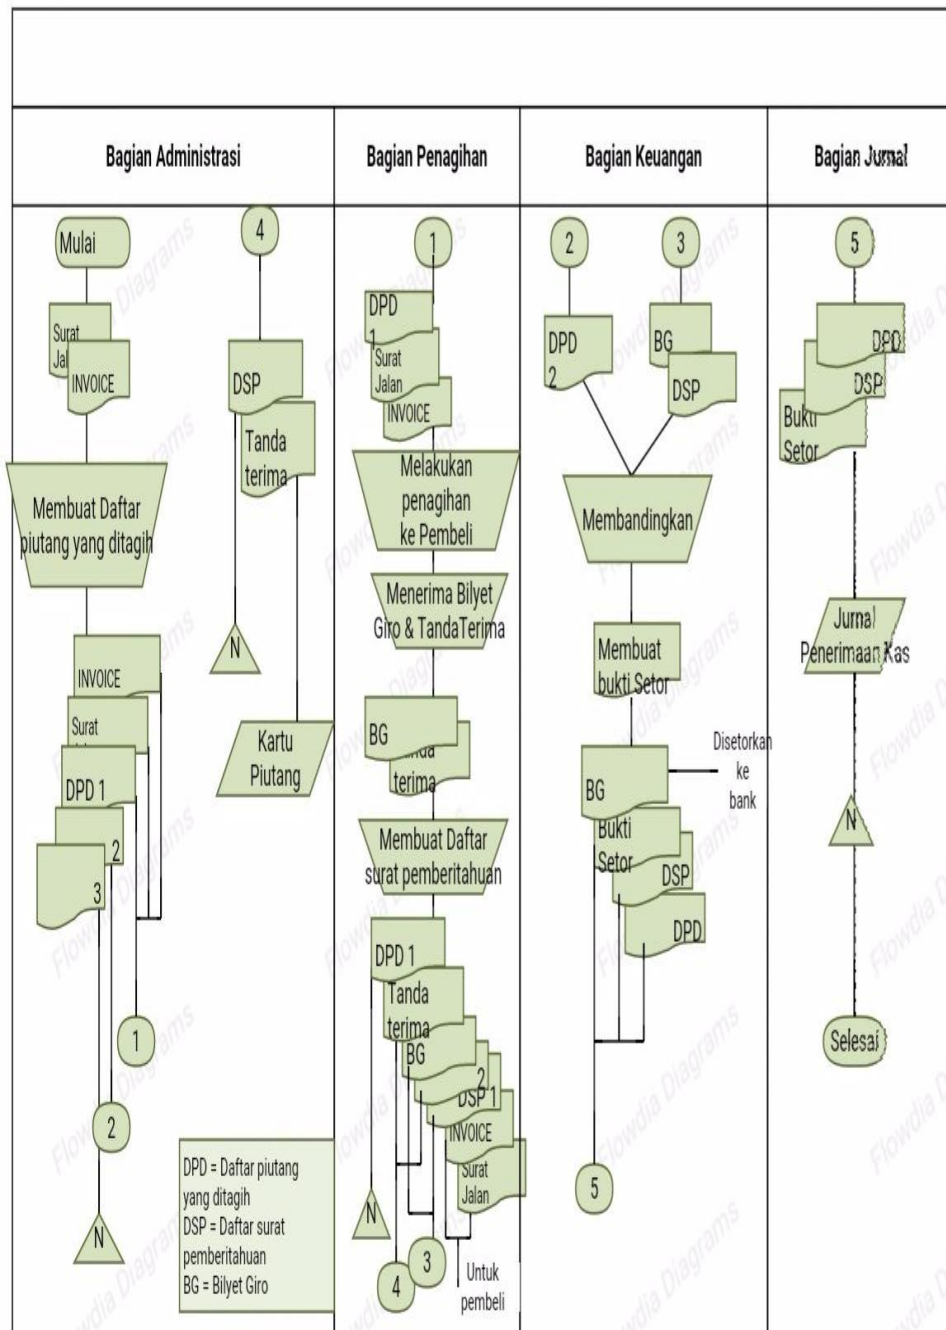 Bagian Administrasi
Bagian Penagihan
Bagian Keuangan
Bagian Jurnal
Mulai
Surat
Jal
INVOICE
Membuat Daftar
piutang yang ditagih
INVOICE
Surat
DPD 1
2
3
1
2
N
4
DSP
Tanda
terima
N
Kartu
Piutang
DPD = Daftar piutang
yang ditagih
DSP = Daftar surat
pemberitahuan
BG = Bilyet Giro
1
DPD
1
Surat
Jalan
INVOICE
Melakukan
penagihan
ke Pembeli
Menerima Bilyet
Giro & TandaTerima
BG
terima
Membuat Daftar
surat pemberitahuan
DPD 1
Tanda
terima
BG
2
DSP 1
INVOICE
Surat
Jalan
N
4
3
Untuk
pembeli
2
3
DPD
2
BG
DSP
Membandingkan
Membuat
bukti Setor
Disetorkan
ke
bank
BG
Bukti
Setor
DSP
DPD
5
5
DPD
DSP
Bukti
Setor
Jurnal
Penerimaan Kas
N
Selesai
Flowdia Diagrams